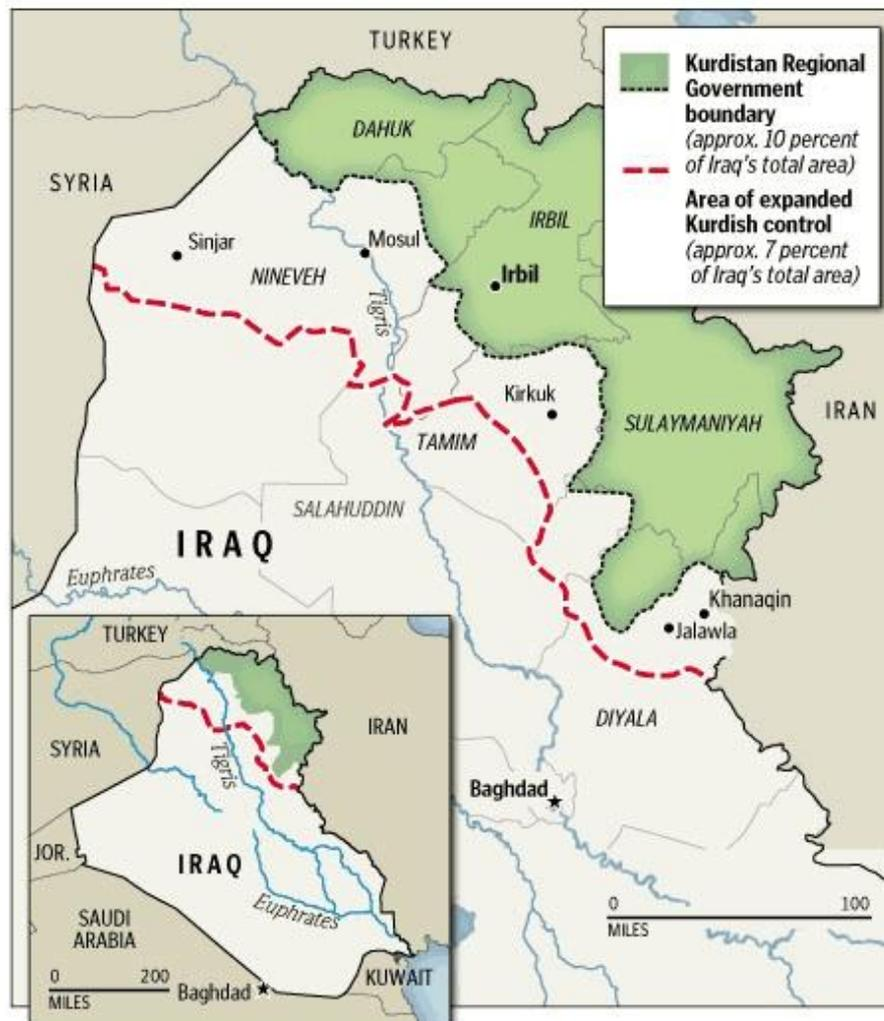 TURKEY
Kurdistan Regional
Government
boundary
(approx. 10 percent
of Iraq's total area)
Area of expanded
Kurdish control
(approx. 7 percent
of Iraq's total area)
DAHUK
SYRIA
IRBIL
Sinjar
Mosul
NINEVEH
Irbil
Tigris
Kirkuk
IRAN
SULAYMANIYAH
TAMIM
SALAHUDDIN
IRAQ
Euphrates
Khanaqin
Jalawla
DIYALA
Baghdad
0 100
MILES
TURKEY
IRAN
SYRIA
Tigris
JOR.
IRAQ
Euphrates
SAUDI
ARABIA
KUWAIT
0 200
MILES
Baghdad